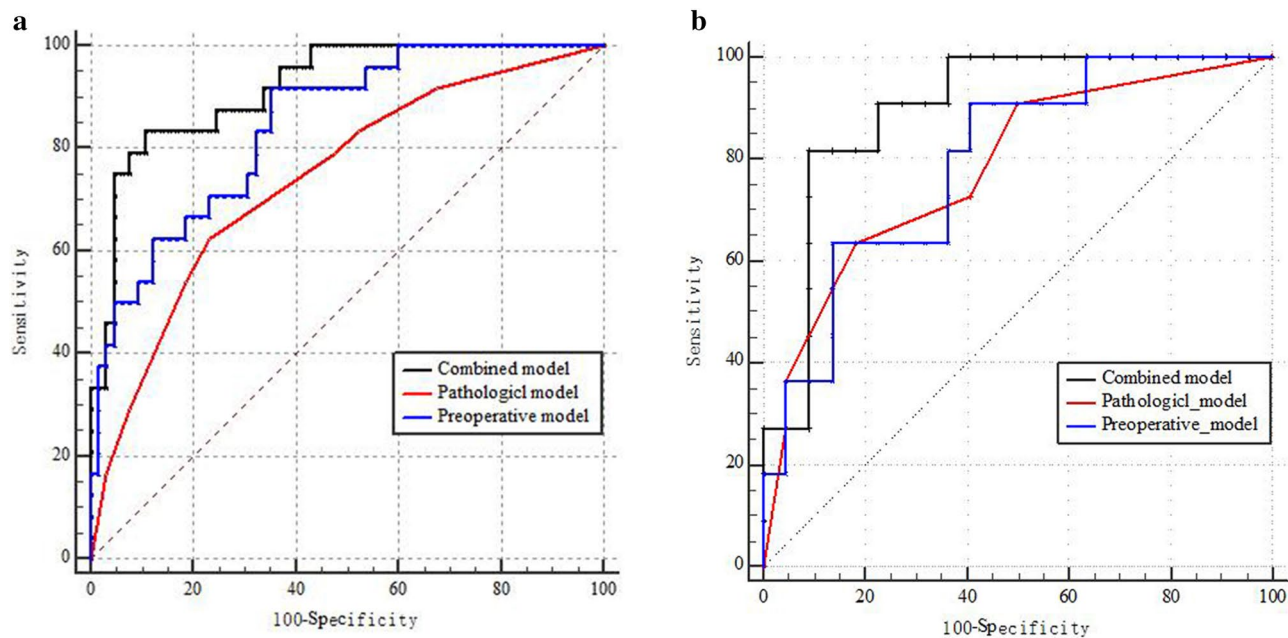 a
100
80
60
40
20
0
Sensitivity
Combined model
Pathologicl model
Preoperative model
0 20 40 60 80 100
100-Specificity
b
100
80
60
40
20
0
Sensitivity
Combined model
Pathologicl_model
Preoperative_model
0 20 40 60 80 100
100-Specificity